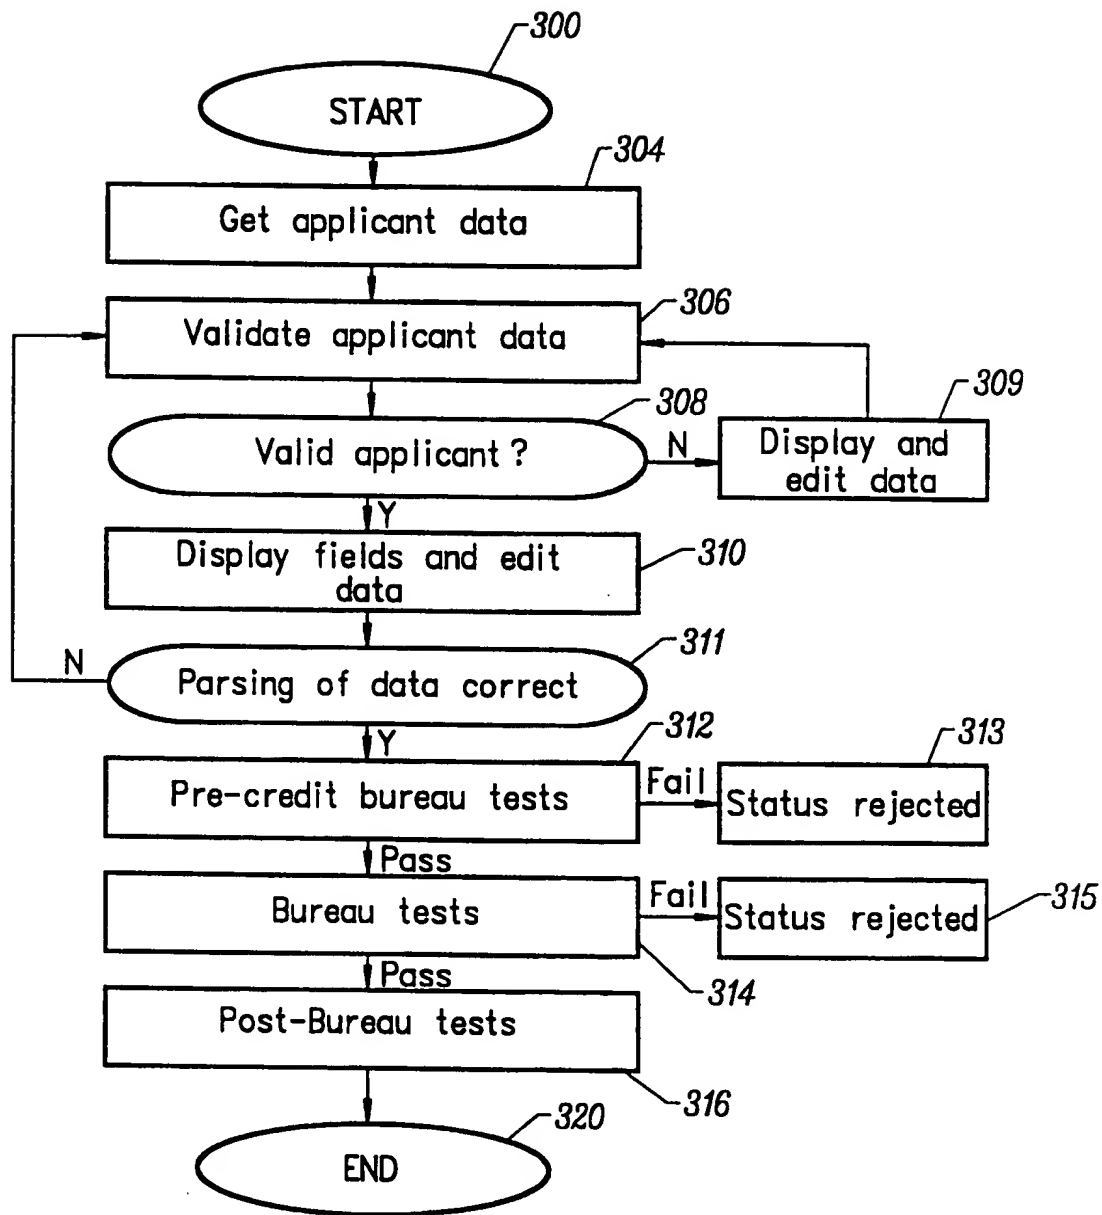 300
START
304
Get applicant data
306
Validate applicant data
308
309
Valid applicant?
N
Display and
edit data
Y
Display fields and edit
data
310
311
N
Parsing of data correct
Y
312
313
Pre-credit bureau tests
Fail
Status rejected
Pass
Bureau tests
Fail
Status rejected
315
Pass
314
Post-Bureau tests
316
320
END